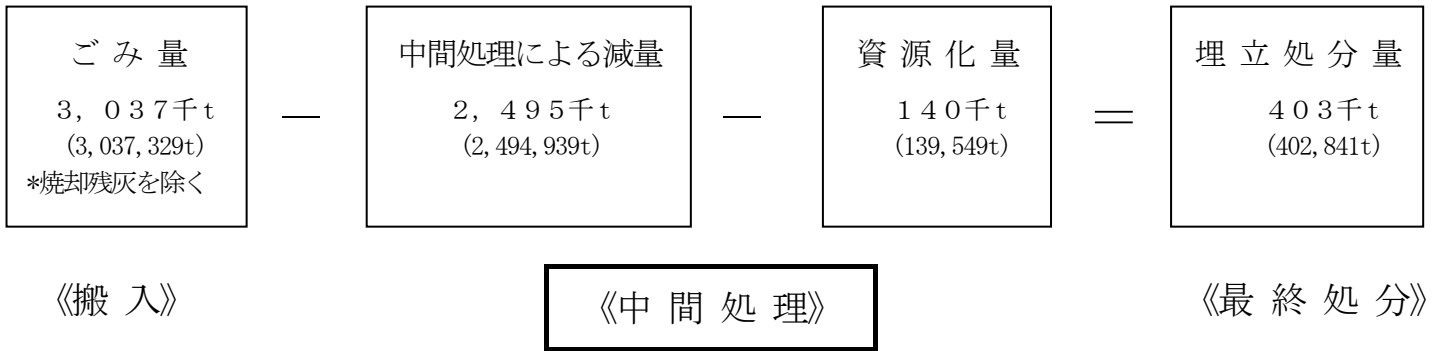 ごみ量
3,037千t
(3,037,329t)
*焼却残灰を除く
―
中間処理による減量
2,495千t
(2,494,939t)
―
資源化量
140千t
(139,549t)
＝
埋立処分量
403千t
(402,841t)
《搬入》
《中間処理》
《最終処分》